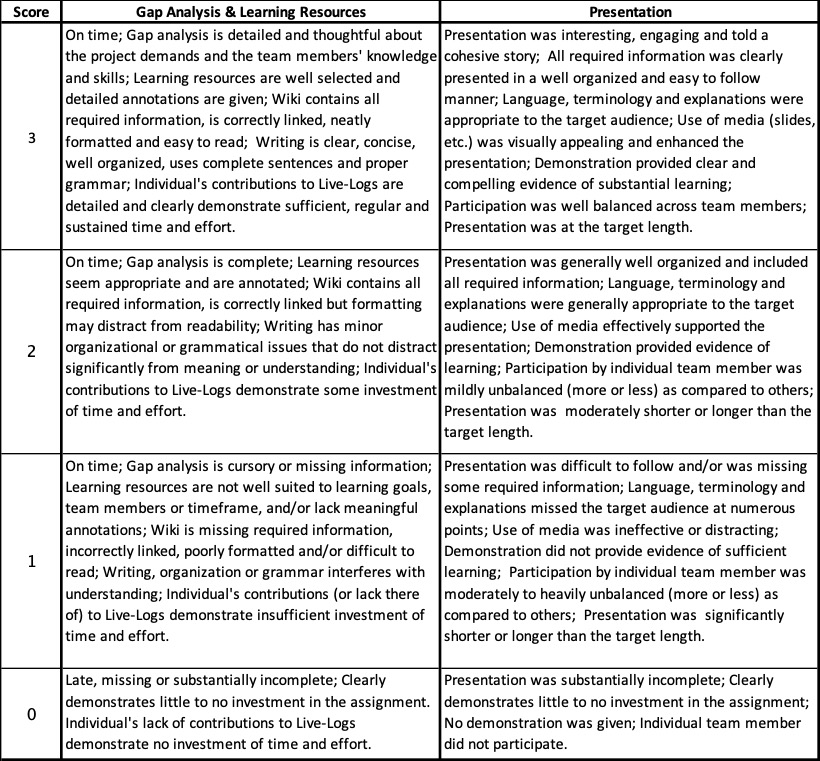 Score Gap Analysis & Learning Resources Presentation
3
On time; Gap analysis is detailed and thoughtful about
the project demands and the team members' knowledge
and skills; Learning resources are well selected and
detailed annotations are given; Wiki contains all
required information, is correctly linked, neatly
formatted and easy to read;  Writing is clear, concise,
well organized, uses complete sentences and proper
grammar; Individual's contributions to Live-Logs are
detailed and clearly demonstrate sufficient, regular and
sustained time and effort.
Presentation was interesting, engaging and told a
cohesive story;  All required information was clearly
presented in a well organized and easy to follow
manner; Language, terminology and explanations were
appropriate to the target audience; Use of media (slides,
etc.) was visually appealing and enhanced the
presentation; Demonstration provided clear and
compelling evidence of substantial learning;
Participation was well balanced across team members;
Presentation was at the target length.
2
On time; Gap analysis is complete; Learning resources
seem appropriate and are annotated; Wiki contains all
required information, is correctly linked but formatting
may distract from readability; Writing has minor
organizational or grammatical issues that do not distract
significantly from meaning or understanding; Individual's
contributions to Live-Logs demonstrate some investment
of time and effort.
Presentation was generally well organized and included
all required information; Language, terminology and
explanations were generally appropriate to the target
audience; Use of media effectively supported the
presentation; Demonstration provided evidence of
learning; Participation by individual team member was
mildly unbalanced (more or less) as compared to others;
Presentation was  moderately shorter or longer than the
target length.
1
On time; Gap analysis is cursory or missing information;
Learning resources are not well suited to learning goals,
team members or timeframe, and/or lack meaningful
annotations; Wiki is missing required information,
incorrectly linked, poorly formatted and/or difficult to
read; Writing, organization or grammar interferes with
understanding; Individual's contributions (or lack there
of) to Live-Logs demonstrate insufficient investment of
time and effort.
Presentation was difficult to follow and/or was missing
some required information; Language, terminology and
explanations missed the target audience at numerous
points; Use of media was ineffective or distracting;
Demonstration did not provide evidence of sufficient
learning;  Participation by individual team member was
moderately to heavily unbalanced (more or less) as
compared to others;  Presentation was  significantly
shorter or longer than the target length.
0
Late, missing or substantially incomplete; Clearly
demonstrates little to no investment in the assignment.
Individual's lack of contributions to Live-Logs
demonstrate no investment of time and effort.
Presentation was substantially incomplete; Clearly
demonstrates little to no investment in the assignment;
No demonstration was given; Individual team member
did not participate.